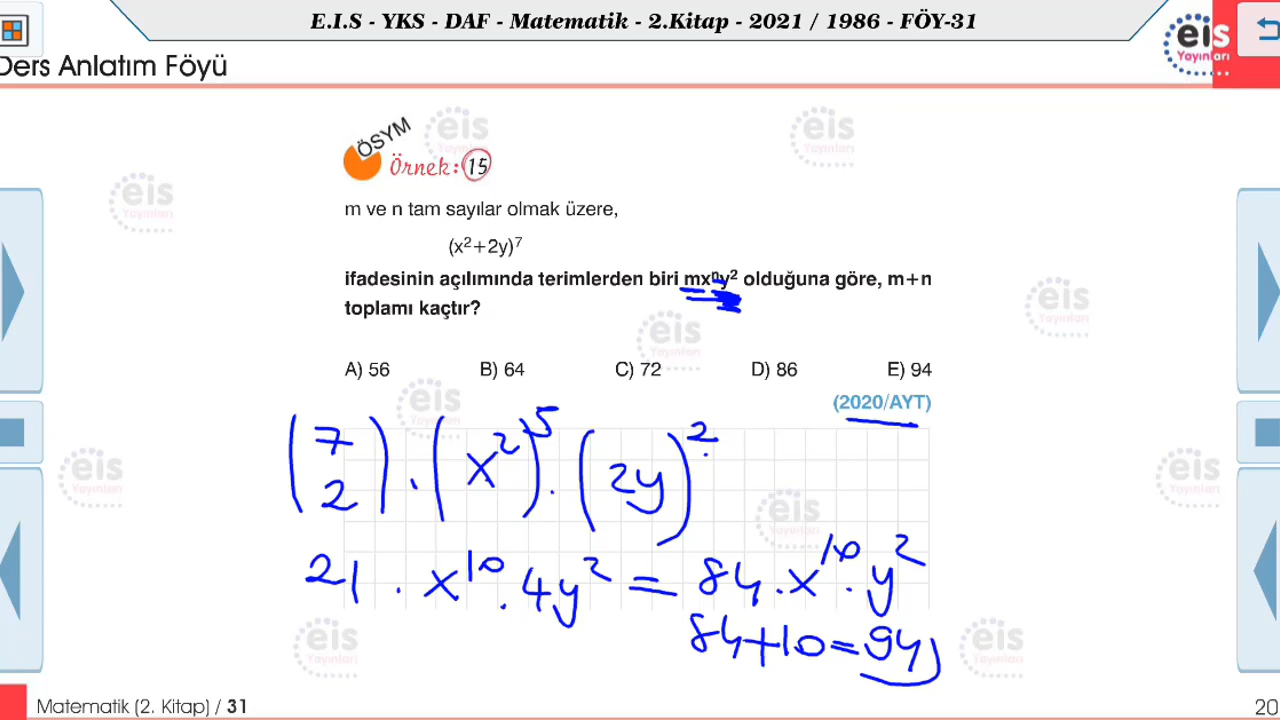 E.I.S - YKS - DAF - Matematik - 2.Kitap - 2021 / 1986 - FÖY-31
eis
Yayınları
Ders Anlatım Föyü
ÖSYM
Örnek: 15
m ve n tam sayılar olmak üzere,
(x²+2y)⁷
ifadesinin açılımında terimlerden biri mxⁿy² olduğuna göre, m+n
toplamı kaçtır?
A) 56 B) 64 C) 72 D) 86 E) 94
(2020/AYT)
(7 2) . (x²)⁵ . (2y)²
21 . x¹⁰ . 4y² = 84 . x¹⁰ . y²
84+10=94
Matematik (2. Kitap) / 31
20